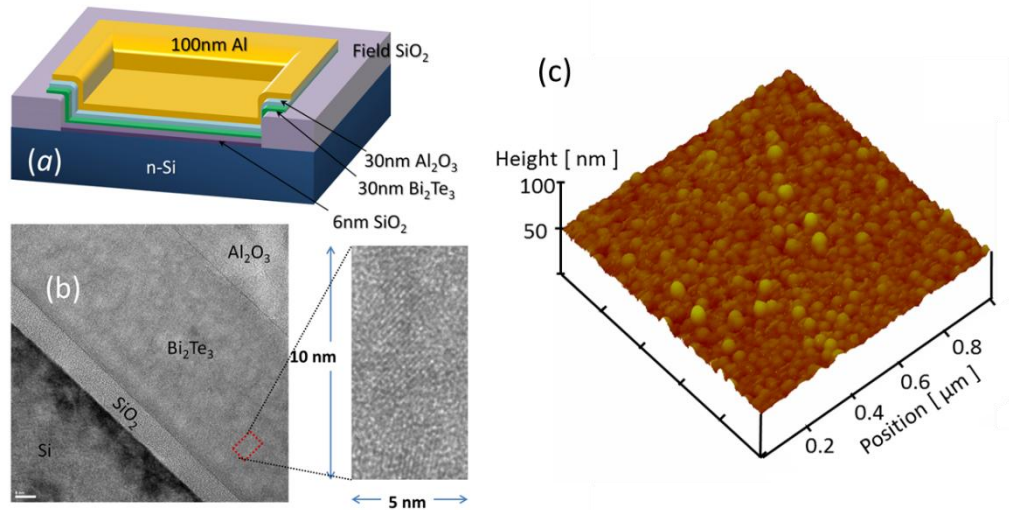 100nm Al
Field SiO₂
(a)
n-Si
30nm Al₂O₃
30nm Bi₂Te₃
6nm SiO₂
(b)
Al₂O₃
Bi₂Te₃
SiO₂
Si
10 nm
5 nm
(c)
Height [ nm ]
100
50
0.2
0.4
0.6
0.8
Position [ μm ]